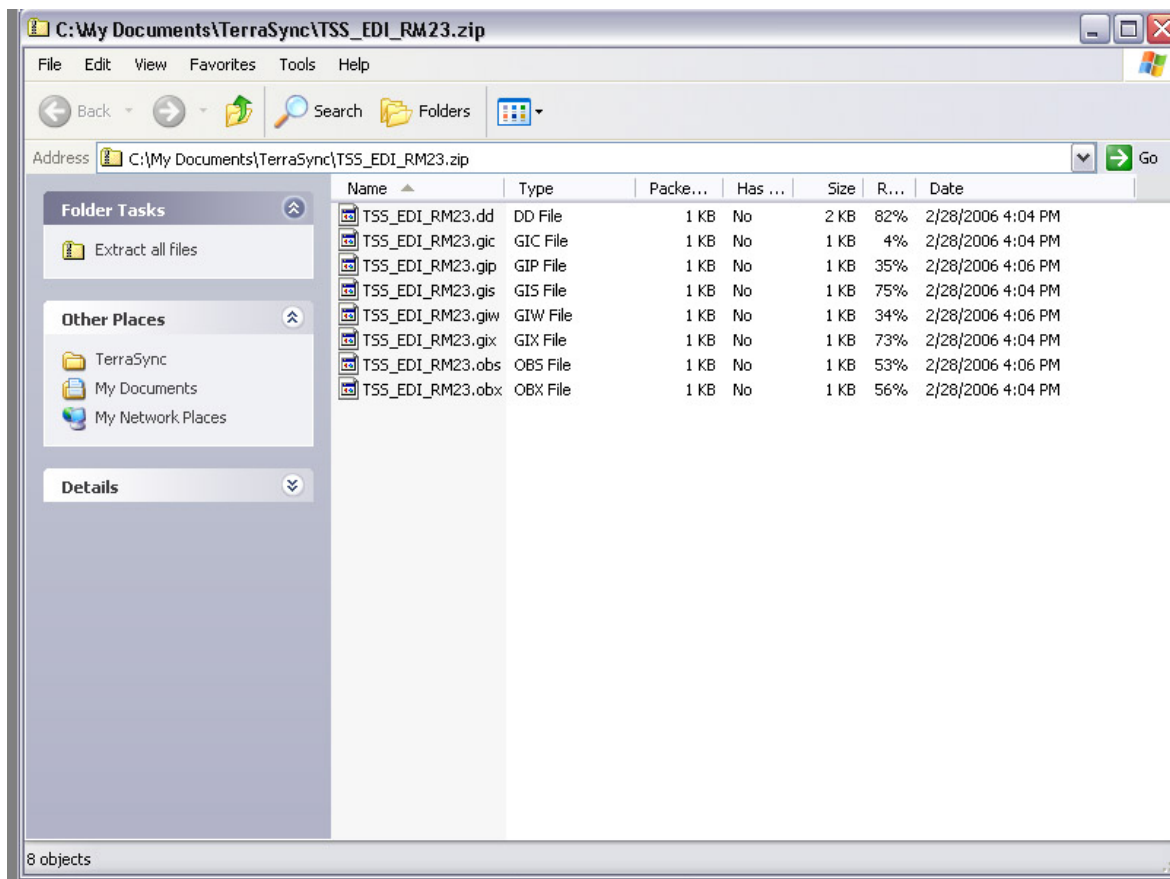 C:\My Documents\TerraSync\TSS_EDI_RM23.zip
File Edit View Favorites Tools Help
Back Search Folders
Address C:\My Documents\TerraSync\TSS_EDI_RM23.zip Go
Folder Tasks
Extract all files
Other Places
TerraSync
My Documents
My Network Places
Details
Name Type Packe... Has ... Size R... Date
TSS_EDI_RM23.dd DD File 1 KB No 2 KB 82% 2/28/2006 4:04 PM
TSS_EDI_RM23.gic GIC File 1 KB No 1 KB 4% 2/28/2006 4:04 PM
TSS_EDI_RM23.gip GIP File 1 KB No 1 KB 35% 2/28/2006 4:06 PM
TSS_EDI_RM23.gis GIS File 1 KB No 1 KB 75% 2/28/2006 4:04 PM
TSS_EDI_RM23.giw GIW File 1 KB No 1 KB 34% 2/28/2006 4:06 PM
TSS_EDI_RM23.gix GIX File 1 KB No 1 KB 73% 2/28/2006 4:04 PM
TSS_EDI_RM23.obs OBS File 1 KB No 1 KB 53% 2/28/2006 4:06 PM
TSS_EDI_RM23.obx OBX File 1 KB No 1 KB 56% 2/28/2006 4:04 PM
8 objects